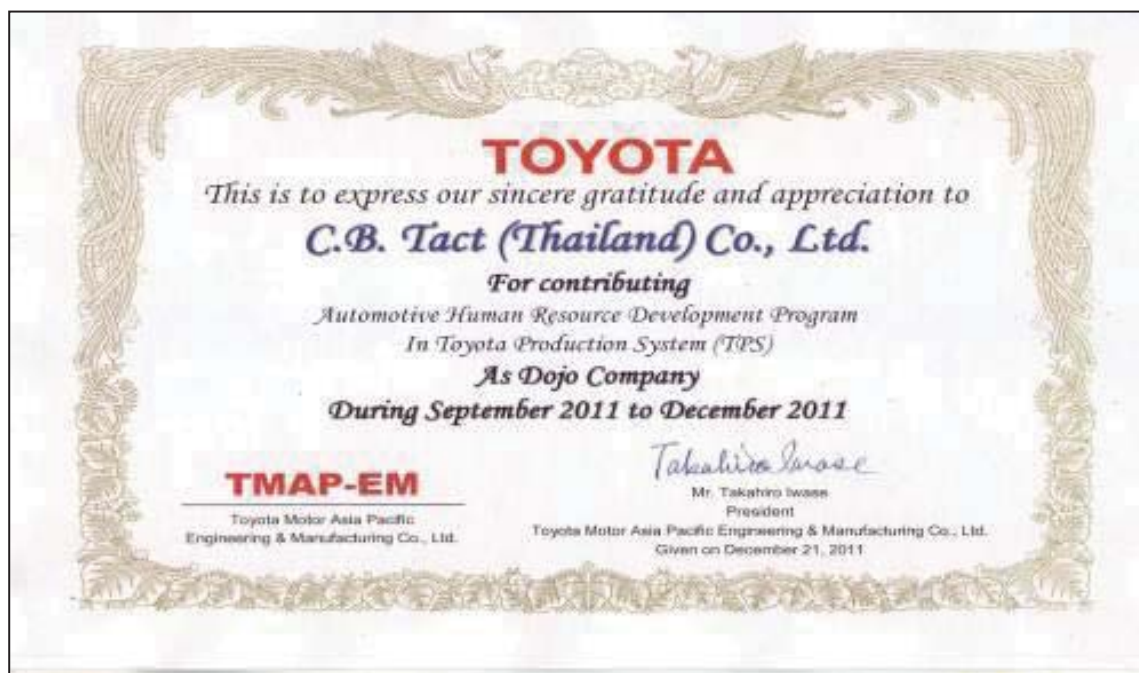 TOYOTA
This is to express our sincere gratitude and appreciation to
C.B. Tact (Thailand) Co., Ltd.
For contributing
Automotive Human Resource Development Program
In Toyota Production System (TPS)
As Dojo Company
During September 2011 to December 2011
Takahiro Iwase
TMAP-EM
Toyota Motor Asia Pacific
Engineering & Manufacturing Co., Ltd.
Mr. Takahiro Iwase
President
Toyota Motor Asia Pacific Engineering & Manufacturing Co., Ltd.
Given on December 21, 2011